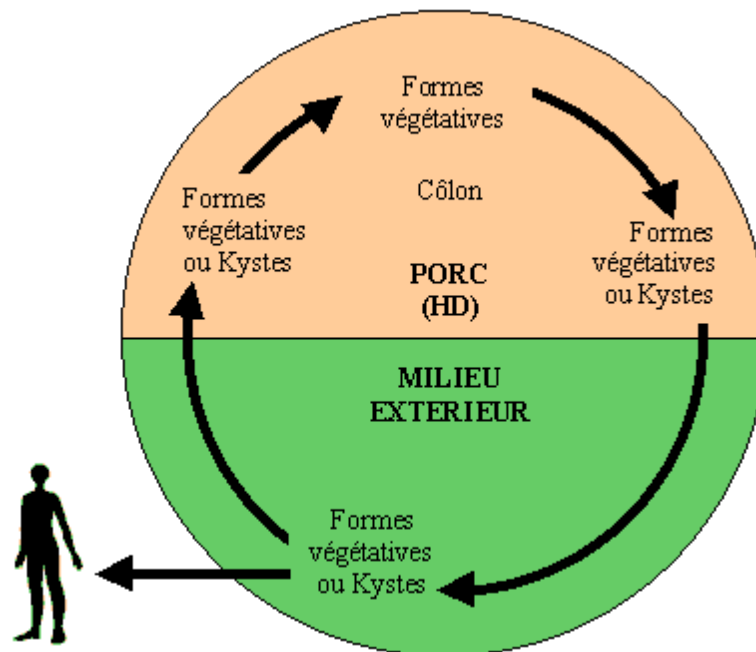 Formes
végétatives
Côlon
Formes
végétatives
ou Kystes
Formes
végétatives
ou Kystes
PORC
(HD)
MILIEU
EXTERIEUR
Formes
végétatives
ou Kystes